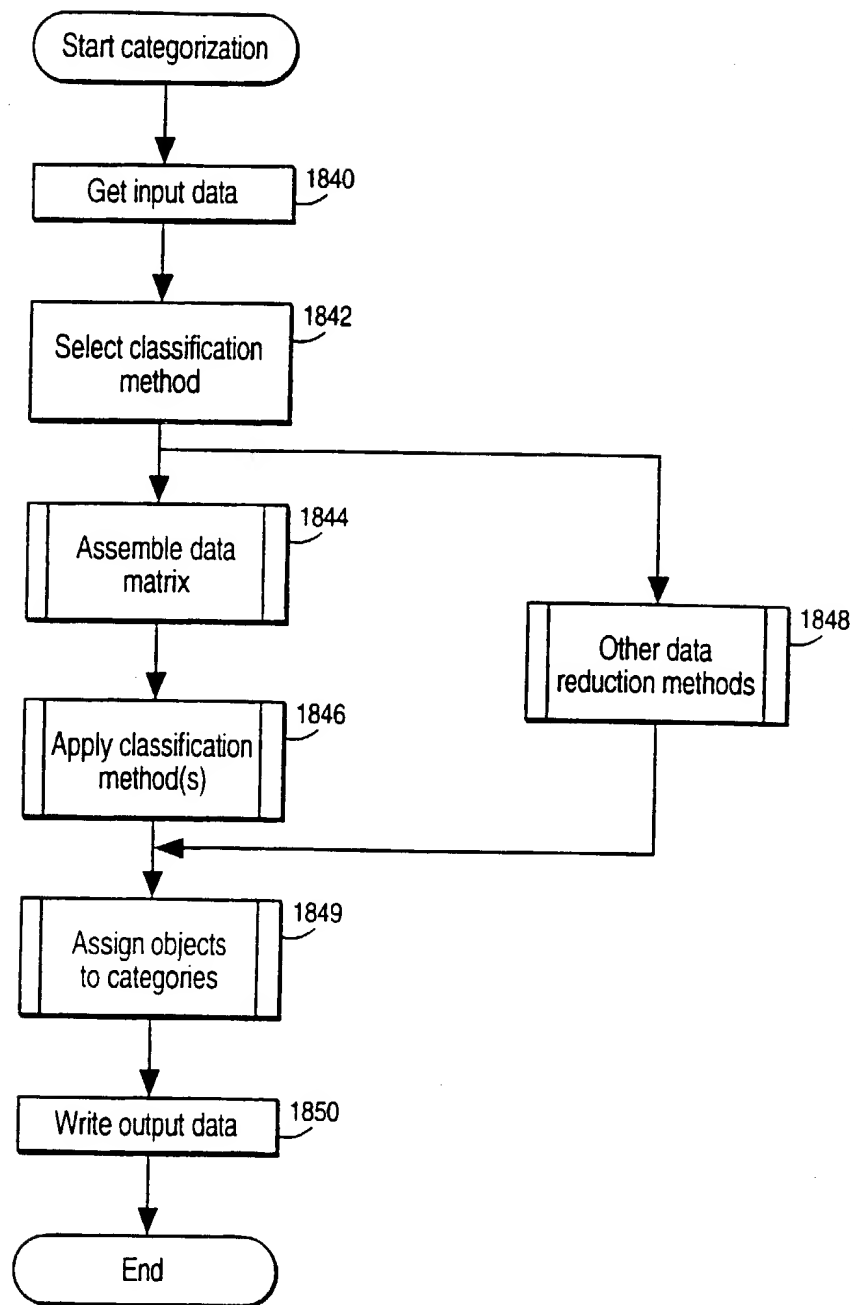 Start categorization
Get input data
1840
Select classification
method
1842
Assemble data
matrix
1844
Other data
reduction methods
1848
Apply classification
method(s)
1846
Assign objects
to categories
1849
Write output data
1850
End